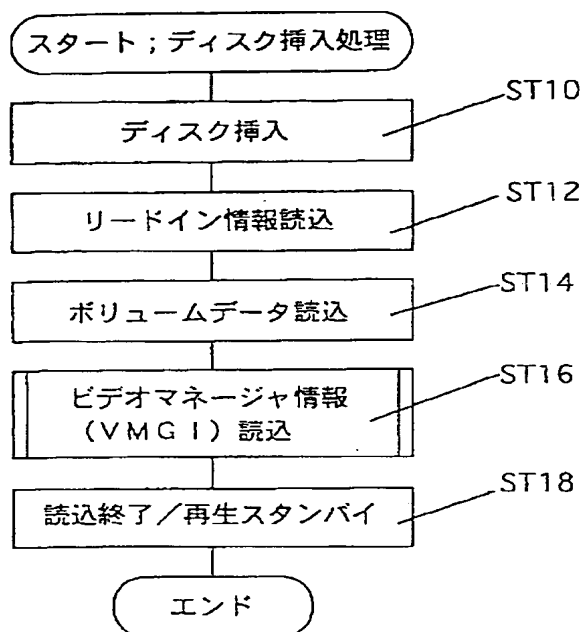 スタート；ディスク挿入処理
ST10
ディスク挿入
ST12
リードイン情報読込
ST14
ボリュームデータ読込
ST16
ビデオマネージャ情報
（ＶＭＧＩ）読込
ST18
読込終了／再生スタンバイ
エンド